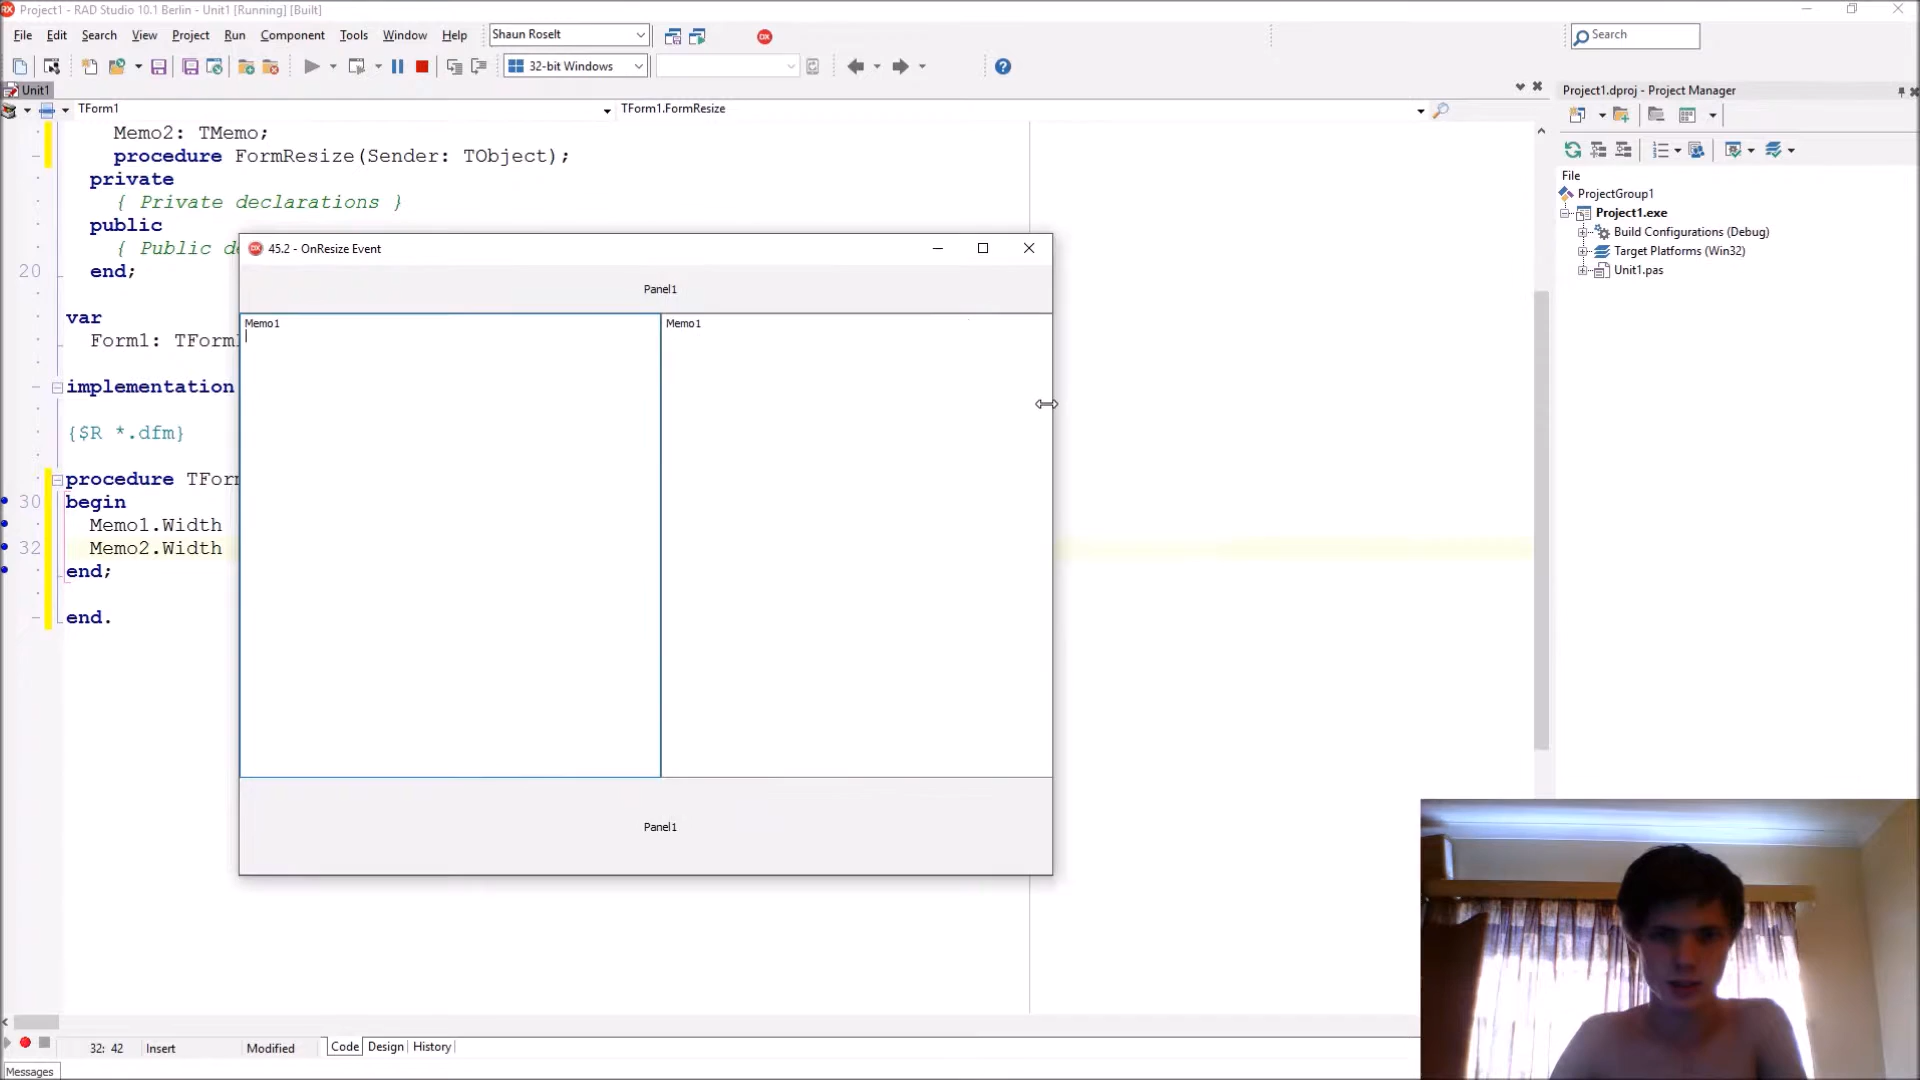 Project1 - RAD Studio 10.1 Berlin - Unit1 [Running] [Built]
File Edit Search View Project Run Component Tools Window Help Shaun Roselt Search
32-bit Windows
Unit1 Project1.dproj - Project Manager
TForm1 TForm1.FormResize
Memo2: TMemo;
procedure FormResize(Sender: TObject);
private
{ Private declarations }
public
{ Public de
20 end;
var
Form1: TForm
implementation
{$R *.dfm}
procedure TForm
30 begin
Memo1.Width
32 Memo2.Width
end;
end.
45.2 - OnResize Event
Panel1
Memo1 Memo1
Panel1
File
ProjectGroup1
Project1.exe
Build Configurations (Debug)
Target Platforms (Win32)
Unit1.pas
32: 42 Insert Modified Code Design History
Messages